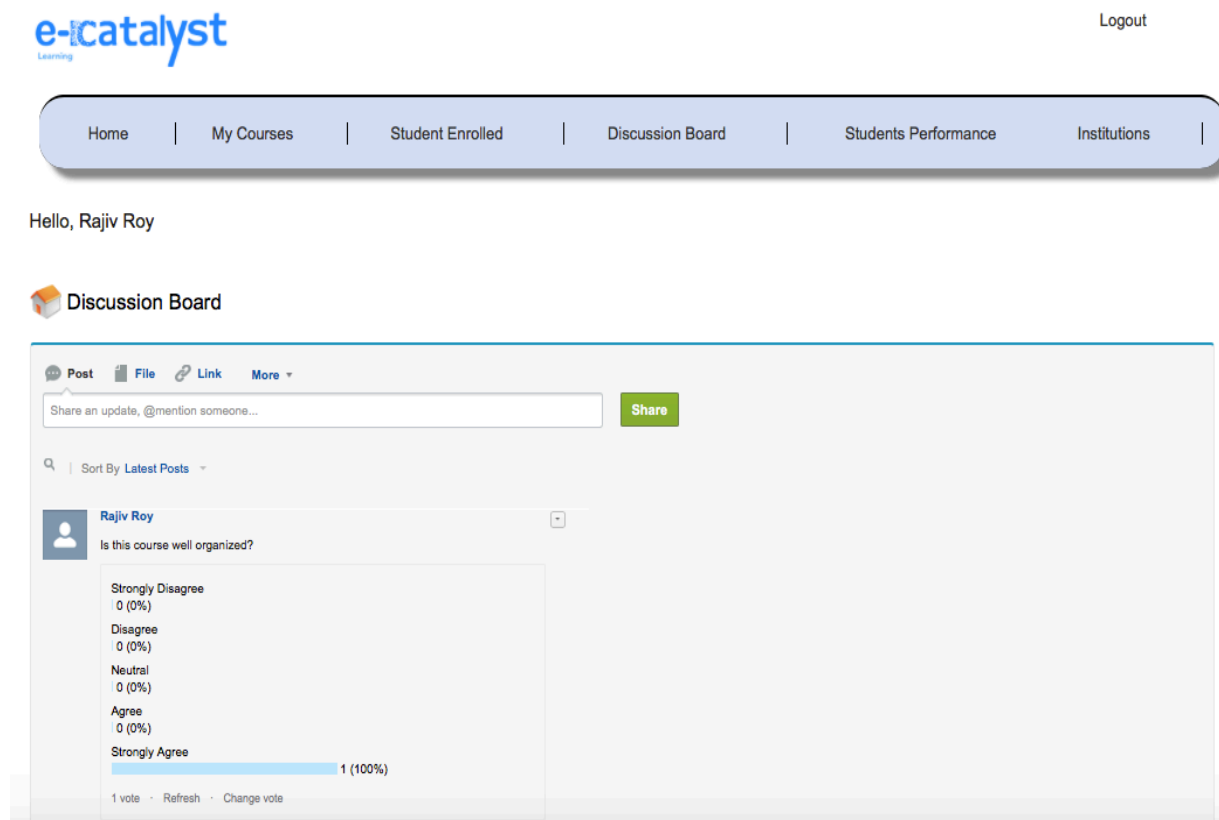 e-catalyst
Learning
Logout
Home | My Courses | Student Enrolled | Discussion Board | Students Performance Institutions |
Hello, Rajiv Roy
Discussion Board
Post File Link More
Share an update, @mention someone... Share
| Sort By Latest Posts
Rajiv Roy
Is this course well organized?
Strongly Disagree
0 (0%)
Disagree
0 (0%)
Neutral
0 (0%)
Agree
0 (0%)
Strongly Agree
1 (100%)
1 vote · Refresh · Change vote